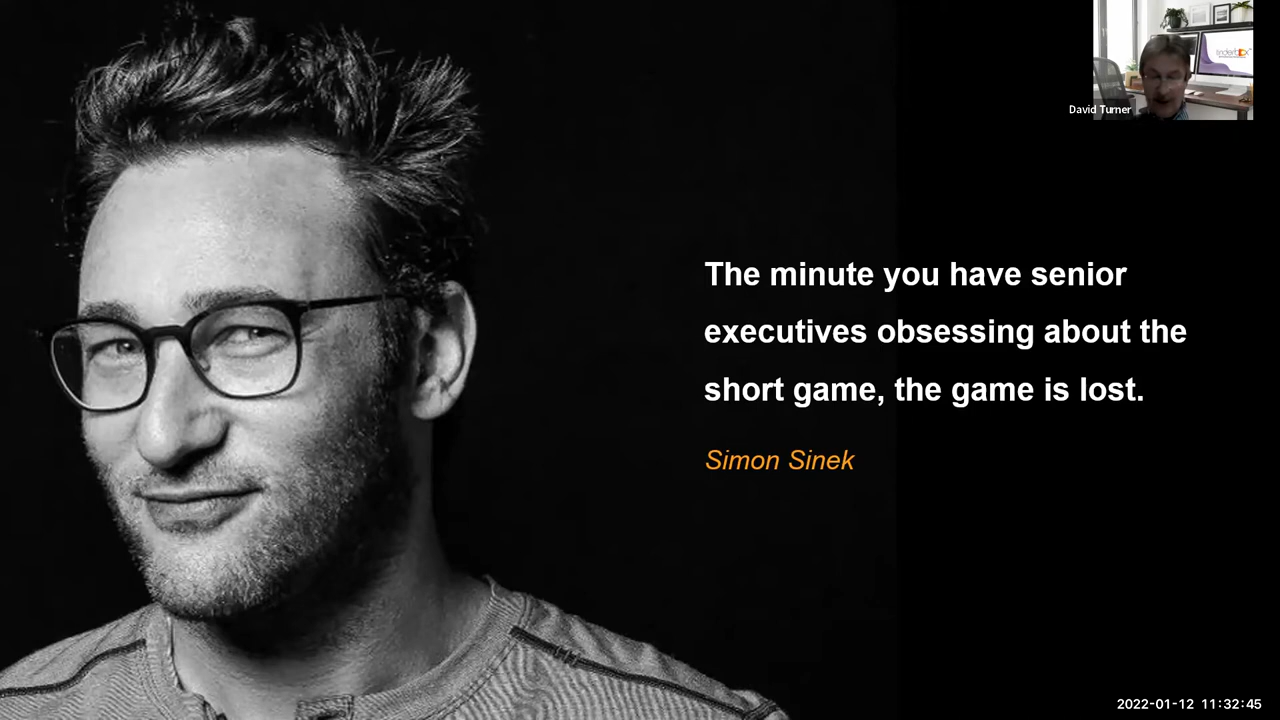 David Turner
The minute you have senior
executives obsessing about the
short game, the game is lost.
Simon Sinek
2022-01-12 11:32:45